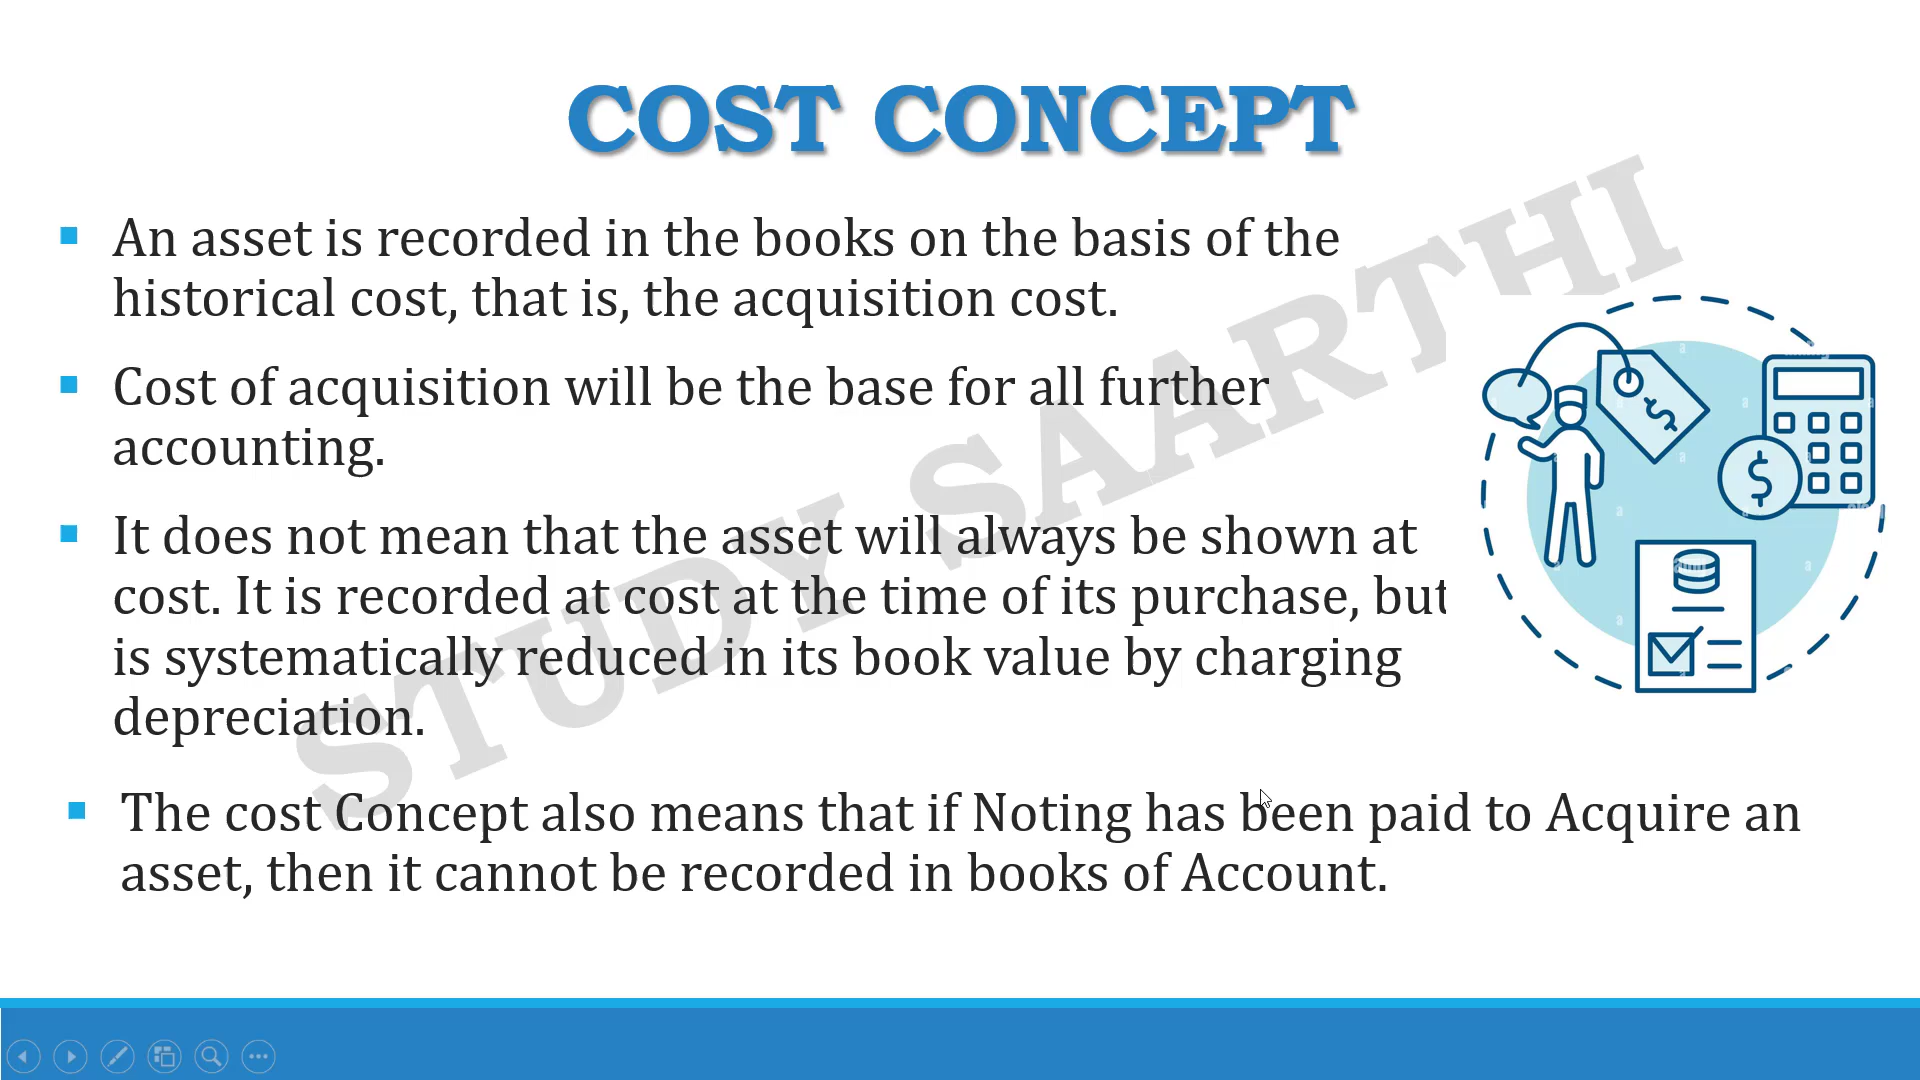 COST CONCEPT
An asset is recorded in the books on the basis of the
historical cost, that is, the acquisition cost.
Cost of acquisition will be the base for all further
accounting.
It does not mean that the asset will always be shown at
cost. It is recorded at cost at the time of its purchase, but
is systematically reduced in its book value by charging
depreciation.
The cost Concept also means that if Noting has been paid to Acquire an
asset, then it cannot be recorded in books of Account.
STUDY SAARTHI